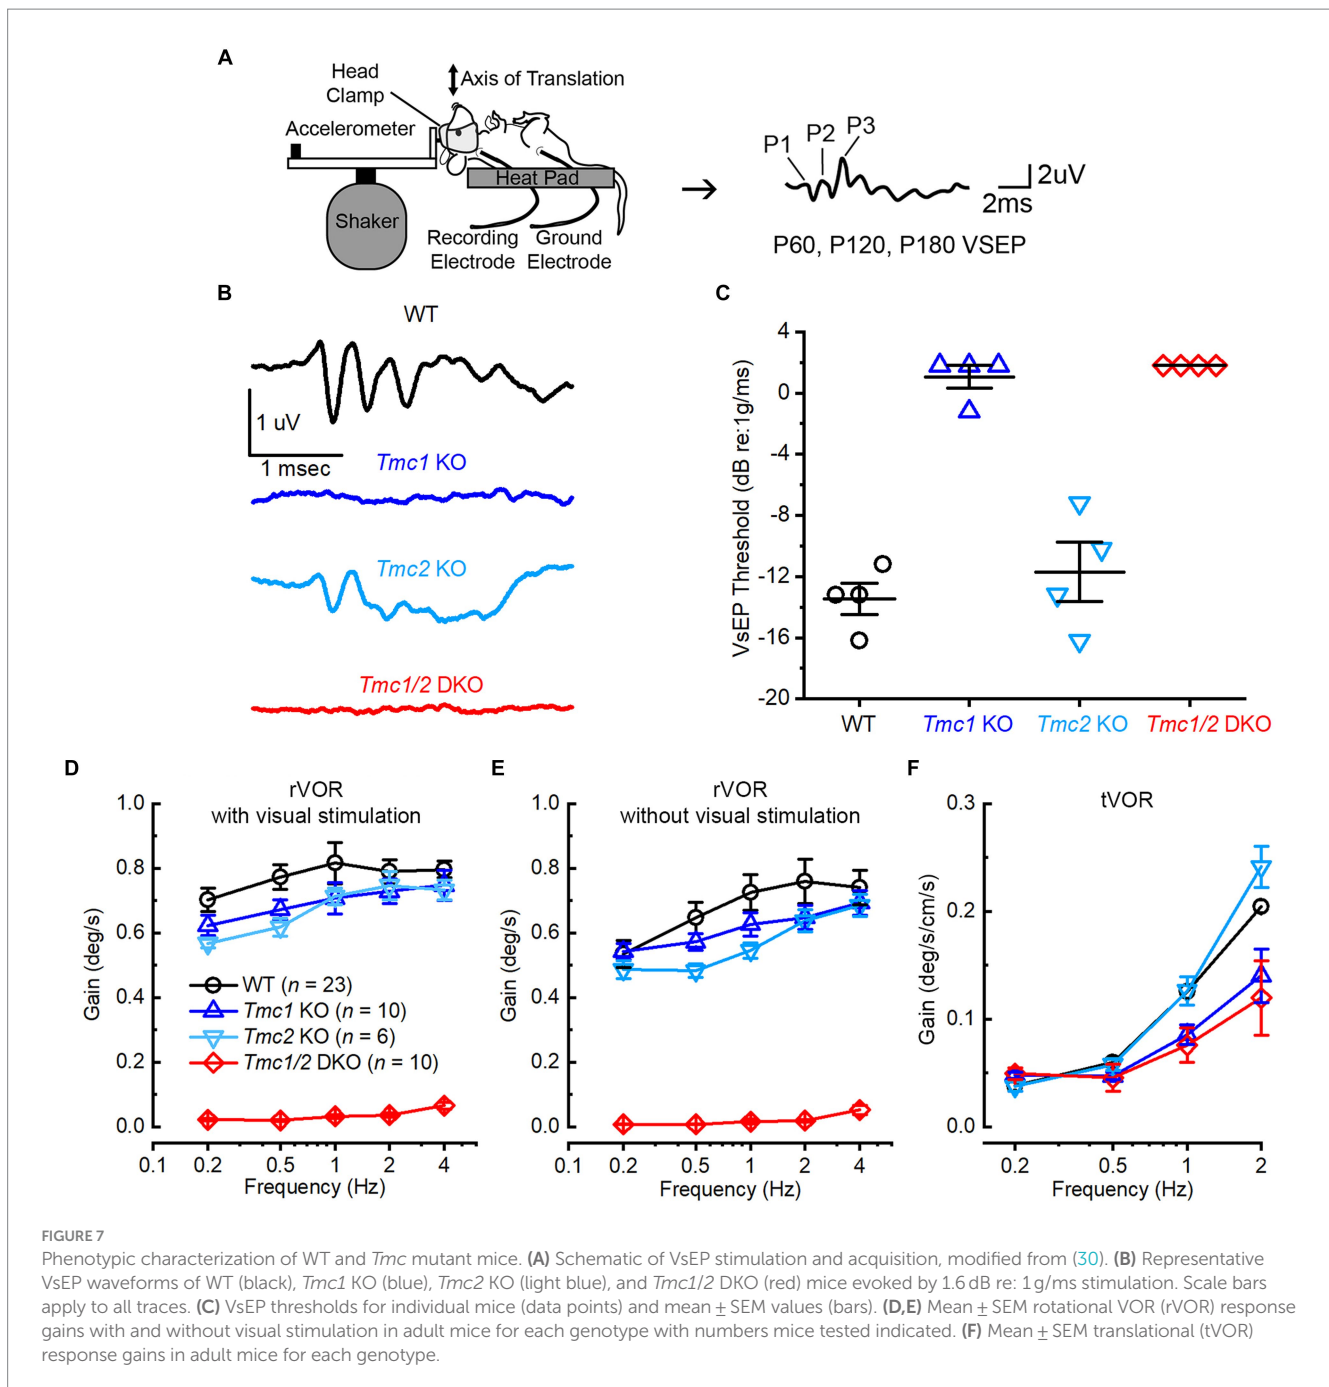 A
Head
Clamp
Axis of Translation
Accelerometer
Heat Pad
Shaker
Recording
Electrode
Ground
Electrode
P1
P2
P3
2uV
2ms
P60, P120, P180 VSEP
B
WT
1 uV
1 msec
Tmc1 KO
Tmc2 KO
Tmc1/2 DKO
C
VsEP Threshold (dB re:1g/ms)
4
0
-4
-8
-12
-16
-20
WT
Tmc1 KO
Tmc2 KO
Tmc1/2 DKO
D
rVOR
with visual stimulation
Gain (deg/s)
1.0
0.8
0.6
0.4
0.2
0.0
WT (n = 23)
Tmc1 KO (n = 10)
Tmc2 KO (n = 6)
Tmc1/2 DKO (n = 10)
0.1 0.2 0.5 1 2 4
Frequency (Hz)
E
rVOR
without visual stimulation
Gain (deg/s)
1.0
0.8
0.6
0.4
0.2
0.0
0.1 0.2 0.5 1 2 4
Frequency (Hz)
F
tVOR
Gain (deg/s/cm/s)
0.3
0.2
0.1
0.0
0.2 0.5 1 2
Frequency (Hz)
FIGURE 7
Phenotypic characterization of WT and Tmc mutant mice. (A) Schematic of VsEP stimulation and acquisition, modified from (30). (B) Representative
VsEP waveforms of WT (black), Tmc1 KO (blue), Tmc2 KO (light blue), and Tmc1/2 DKO (red) mice evoked by 1.6 dB re: 1 g/ms stimulation. Scale bars
apply to all traces. (C) VsEP thresholds for individual mice (data points) and mean ± SEM values (bars). (D,E) Mean ± SEM rotational VOR (rVOR) response
gains with and without visual stimulation in adult mice for each genotype with numbers mice tested indicated. (F) Mean ± SEM translational (tVOR)
response gains in adult mice for each genotype.